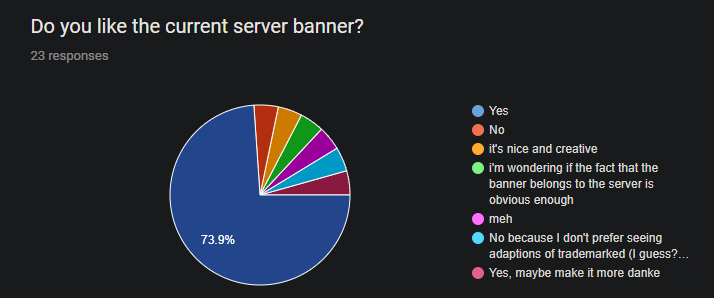 Do you like the current server banner?
23 responses
73.9%
Yes
No
it's nice and creative
i'm wondering if the fact that the
banner belongs to the server is
obvious enough
meh
No because I don't prefer seeing
adaptions of trademarked (I guess?...
Yes, maybe make it more danke